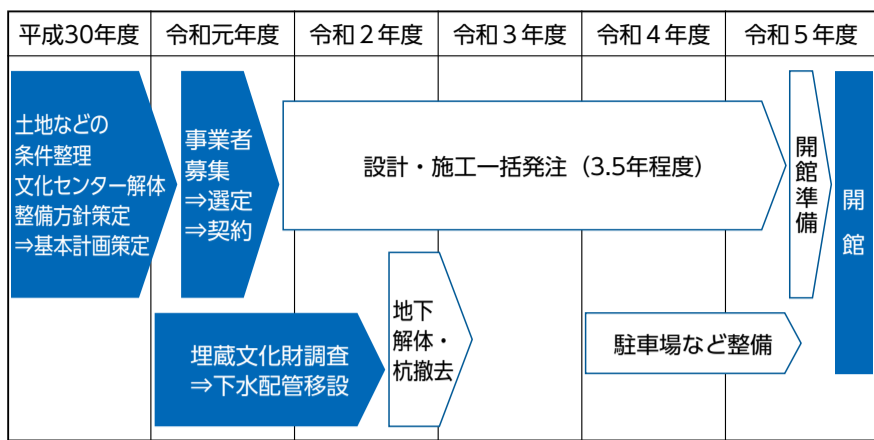 平成30年度
令和元年度
令和2年度
令和3年度
令和4年度
令和5年度
土地などの
条件整理
文化センター解体
整備方針策定
⇒基本計画策定
事業者
募集
⇒選定
⇒契約
設計・施工一括発注（3.5年程度）
開館準備
開館
埋蔵文化財調査
⇒下水配管移設
地下
解体・
杭撤去
駐車場など整備